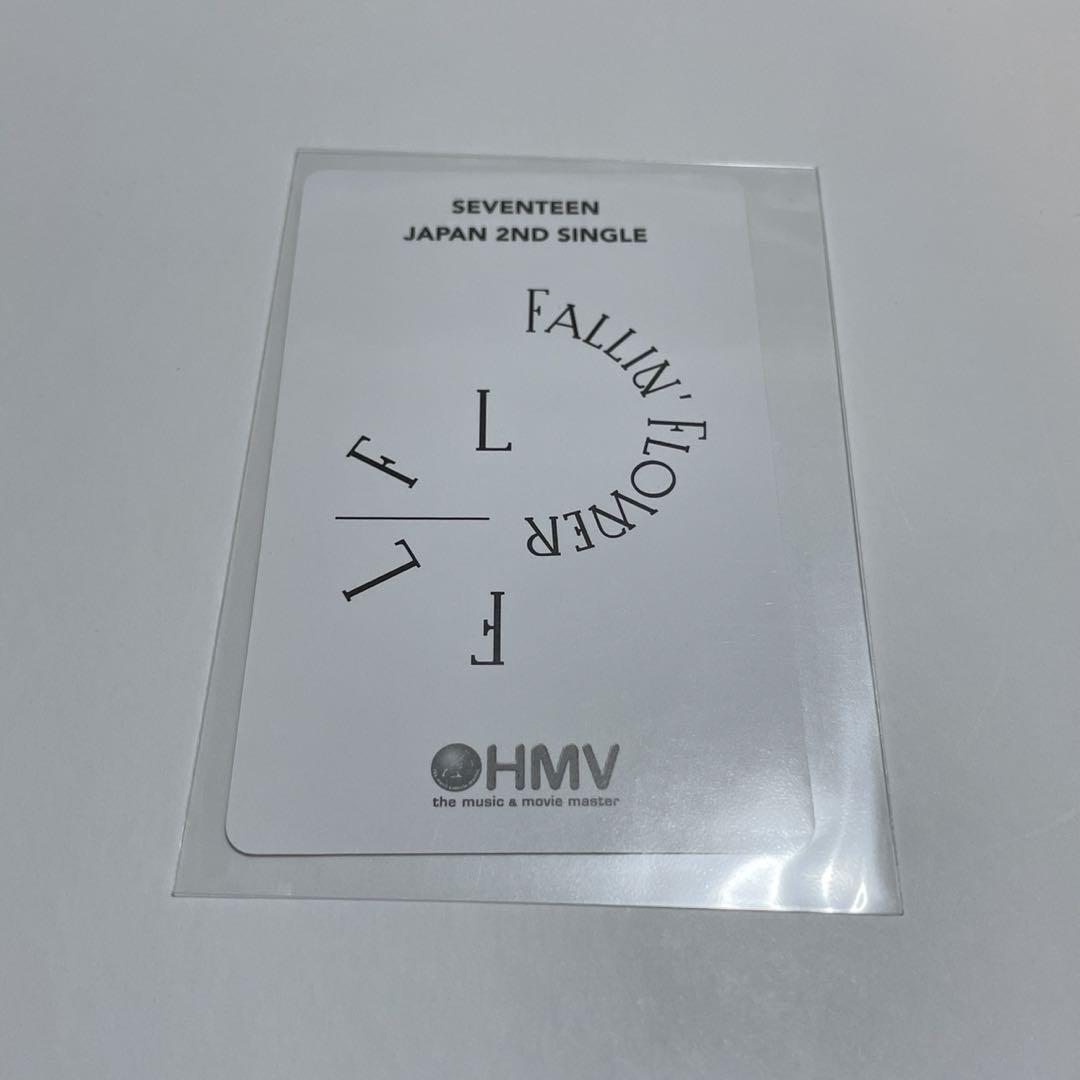 SEVENTEEN
JAPAN 2ND SINGLE
FALLIN' FLOWER
L
F
L
F
HMV
the music & movie master